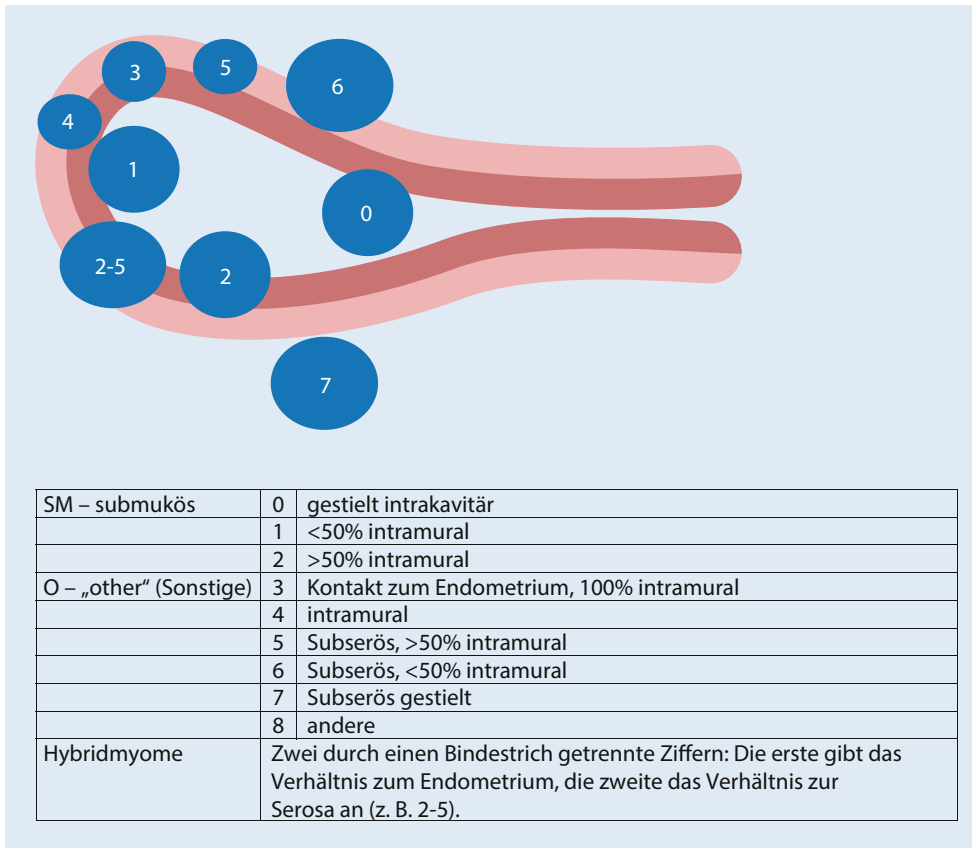 3
5
6
4
1
0
2-5
2
7
SM – submukös 0 gestielt intrakavitär
1 <50% intramural
2 >50% intramural
O – „other“ (Sonstige) 3 Kontakt zum Endometrium, 100% intramural
4 intramural
5 Subserös, >50% intramural
6 Subserös, <50% intramural
7 Subserös gestielt
8 andere
Hybridmyome Zwei durch einen Bindestrich getrennte Ziffern: Die erste gibt das
Verhältnis zum Endometrium, die zweite das Verhältnis zur
Serosa an (z. B. 2-5).